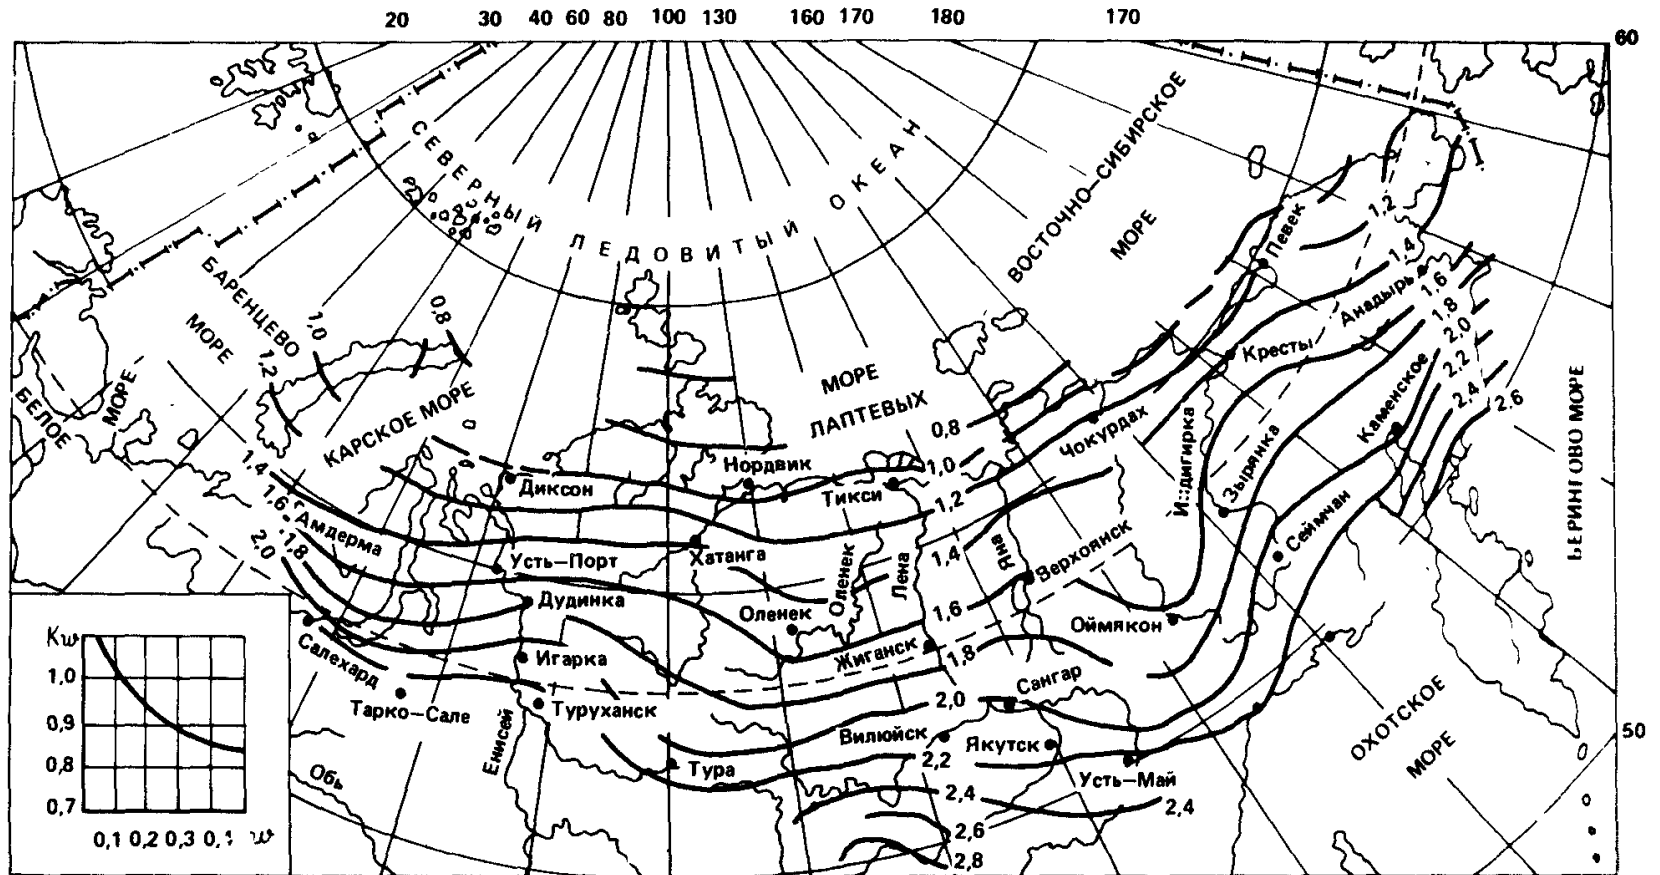 20 30 40 60 80 100 130 160 170 180 170
60
СЕВЕРНЫЙ ЛЕДОВИТЫЙ ОКЕАН
ВОСТОЧНО-СИБИРСКОЕ
МОРЕ
БАРЕНЦЕВО
МОРЕ
1,0
0,8
1,2
БЕЛОЕ
МОРЕ
КАРСКОЕ МОРЕ
МОРЕ
ЛАПТЕВЫХ
Певек
1,2
1,4
Анадырь
1,6
1,8
2,0
2,2
2,4
2.6
Кресты
Каменское
БЕРИНГОВО МОРЕ
0,8
1,0
1,2
1,4
1,6
1,8
2,0
2,2
2,4
2,6
2,8
Чокурдах
Индигирка
Зырянка
Сеймчан
Нордвик
Диксон
Тикси
1.4
1.6
1,8
2.0
Амдерма
Усть-Порт
Хатанга
Оленек
Лена
Яна
Верхоянск
Дудинка
Оленек
Оймякон
Салехард
Игарка
Жиганск
Сангар
Тарко-Сале
Туруханск
Енисей
Вилюйск
Якутск
Тура
Усть-Май
2,4
Обь
ОХОТСКОЕ
МОРЕ
50
Kw
1.0
0,9
0,8
0,7
0,1 0,2 0,3 w